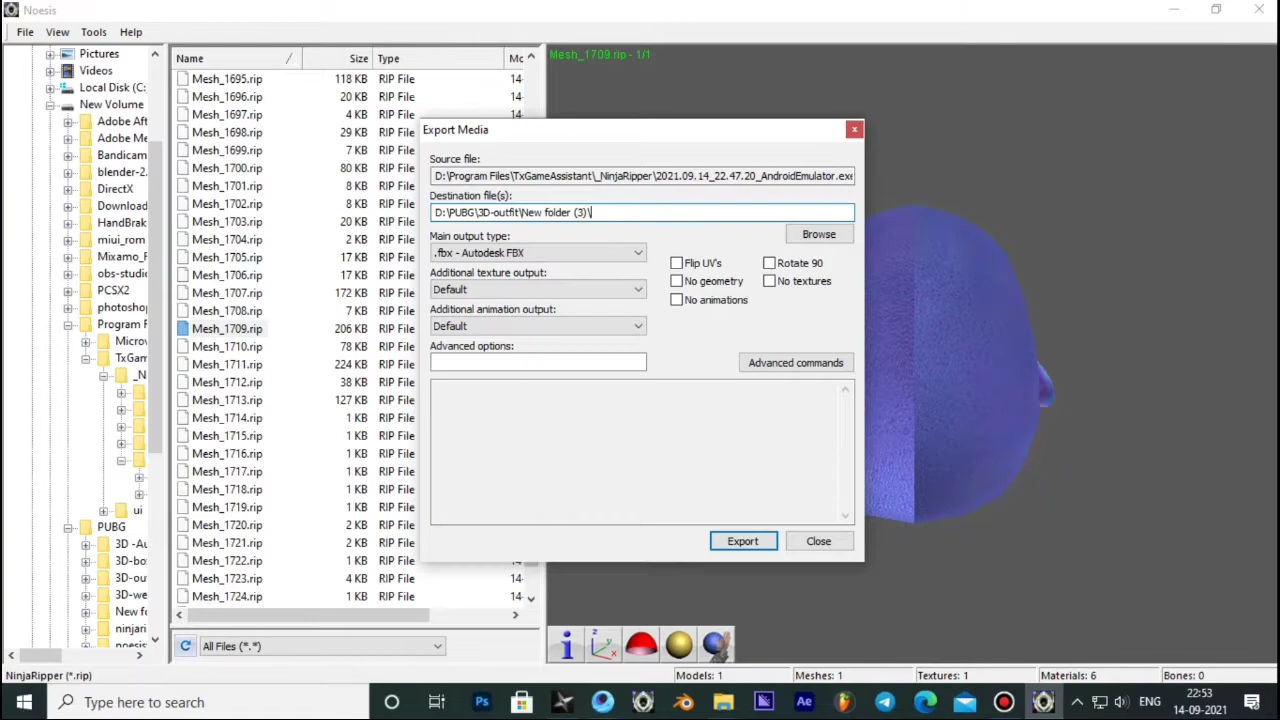 Noesis
File View Tools Help
Pictures
Videos
Local Disk (C:
New Volume
Adobe Aft
Adobe Me
Bandicam
blender-2.
DirectX
Download
HandBrak
miui_rom
Mixamo_F
obs-studio
PCSX2
photoshop
Program F
Microv
TxGam
_N
ui
PUBG
3D -Au
3D-bo
3D-ou
3D-we
New fo
ninjari
noesis
Name Size Type Mo
Mesh_1695.rip 118 KB RIP File 14-
Mesh_1696.rip 20 KB RIP File 14-
Mesh_1697.rip 4 KB RIP File 14-
Mesh_1698.rip 29 KB RIP File
Mesh_1699.rip 7 KB RIP File
Mesh_1700.rip 80 KB RIP File
Mesh_1701.rip 8 KB RIP File
Mesh_1702.rip 8 KB RIP File
Mesh_1703.rip 20 KB RIP File
Mesh_1704.rip 2 KB RIP File
Mesh_1705.rip 17 KB RIP File
Mesh_1706.rip 17 KB RIP File
Mesh_1707.rip 172 KB RIP File
Mesh_1708.rip 7 KB RIP File
Mesh_1709.rip 206 KB RIP File
Mesh_1710.rip 78 KB RIP File
Mesh_1711.rip 224 KB RIP File
Mesh_1712.rip 38 KB RIP File
Mesh_1713.rip 127 KB RIP File
Mesh_1714.rip 1 KB RIP File
Mesh_1715.rip 1 KB RIP File
Mesh_1716.rip 1 KB RIP File
Mesh_1717.rip 1 KB RIP File
Mesh_1718.rip 1 KB RIP File
Mesh_1719.rip 1 KB RIP File
Mesh_1720.rip 2 KB RIP File
Mesh_1721.rip 2 KB RIP File
Mesh_1722.rip 1 KB RIP File
Mesh_1723.rip 4 KB RIP File 14-
Mesh_1724.rip 1 KB RIP File 14-
All Files (*.*)
Mesh_1709.rip - 1/1
Export Media
Source file:
D:\Program Files\TxGameAssistant\_NinjaRipper\2021.09.14_22.47.20_AndroidEmulator.exe
Destination file(s):
D:\PUBG\3D-outfit\New folder (3)\
Browse
Main output type:
.fbx - Autodesk FBX
Flip UV's Rotate 90
Additional texture output:
No geometry No textures
Default
No animations
Additional animation output:
Default
Advanced options:
Advanced commands
Export Close
NinjaRipper (*.rip) Models: 1 Meshes: 1 Textures: 1 Materials: 6 Bones: 0
Type here to search
Ps
Ae
ENG
22:53
14-09-2021